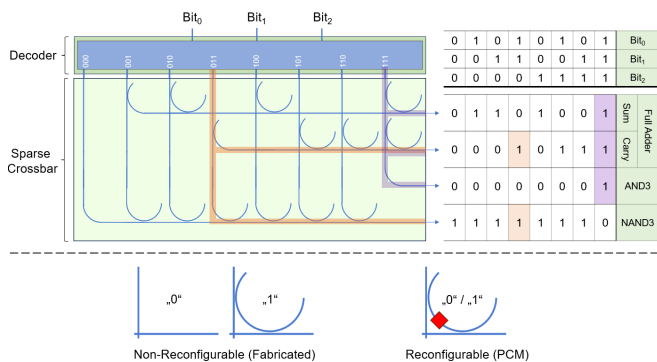 Bit0 Bit1 Bit2
Decoder
000 001 010 011 100 101 110 111
Sparse
Crossbar
0 1 0 1 0 1 0 1 Bit0
0 0 1 1 0 0 1 1 Bit1
0 0 0 0 1 1 1 1 Bit2
0 1 1 0 1 0 0 1 Sum
0 0 0 1 0 1 1 1 Carry
Full Adder
0 0 0 0 0 0 0 1 AND3
1 1 1 1 1 1 1 0 NAND3
„0“ „1“ „0“ / „1“
Non-Reconfigurable (Fabricated) Reconfigurable (PCM)